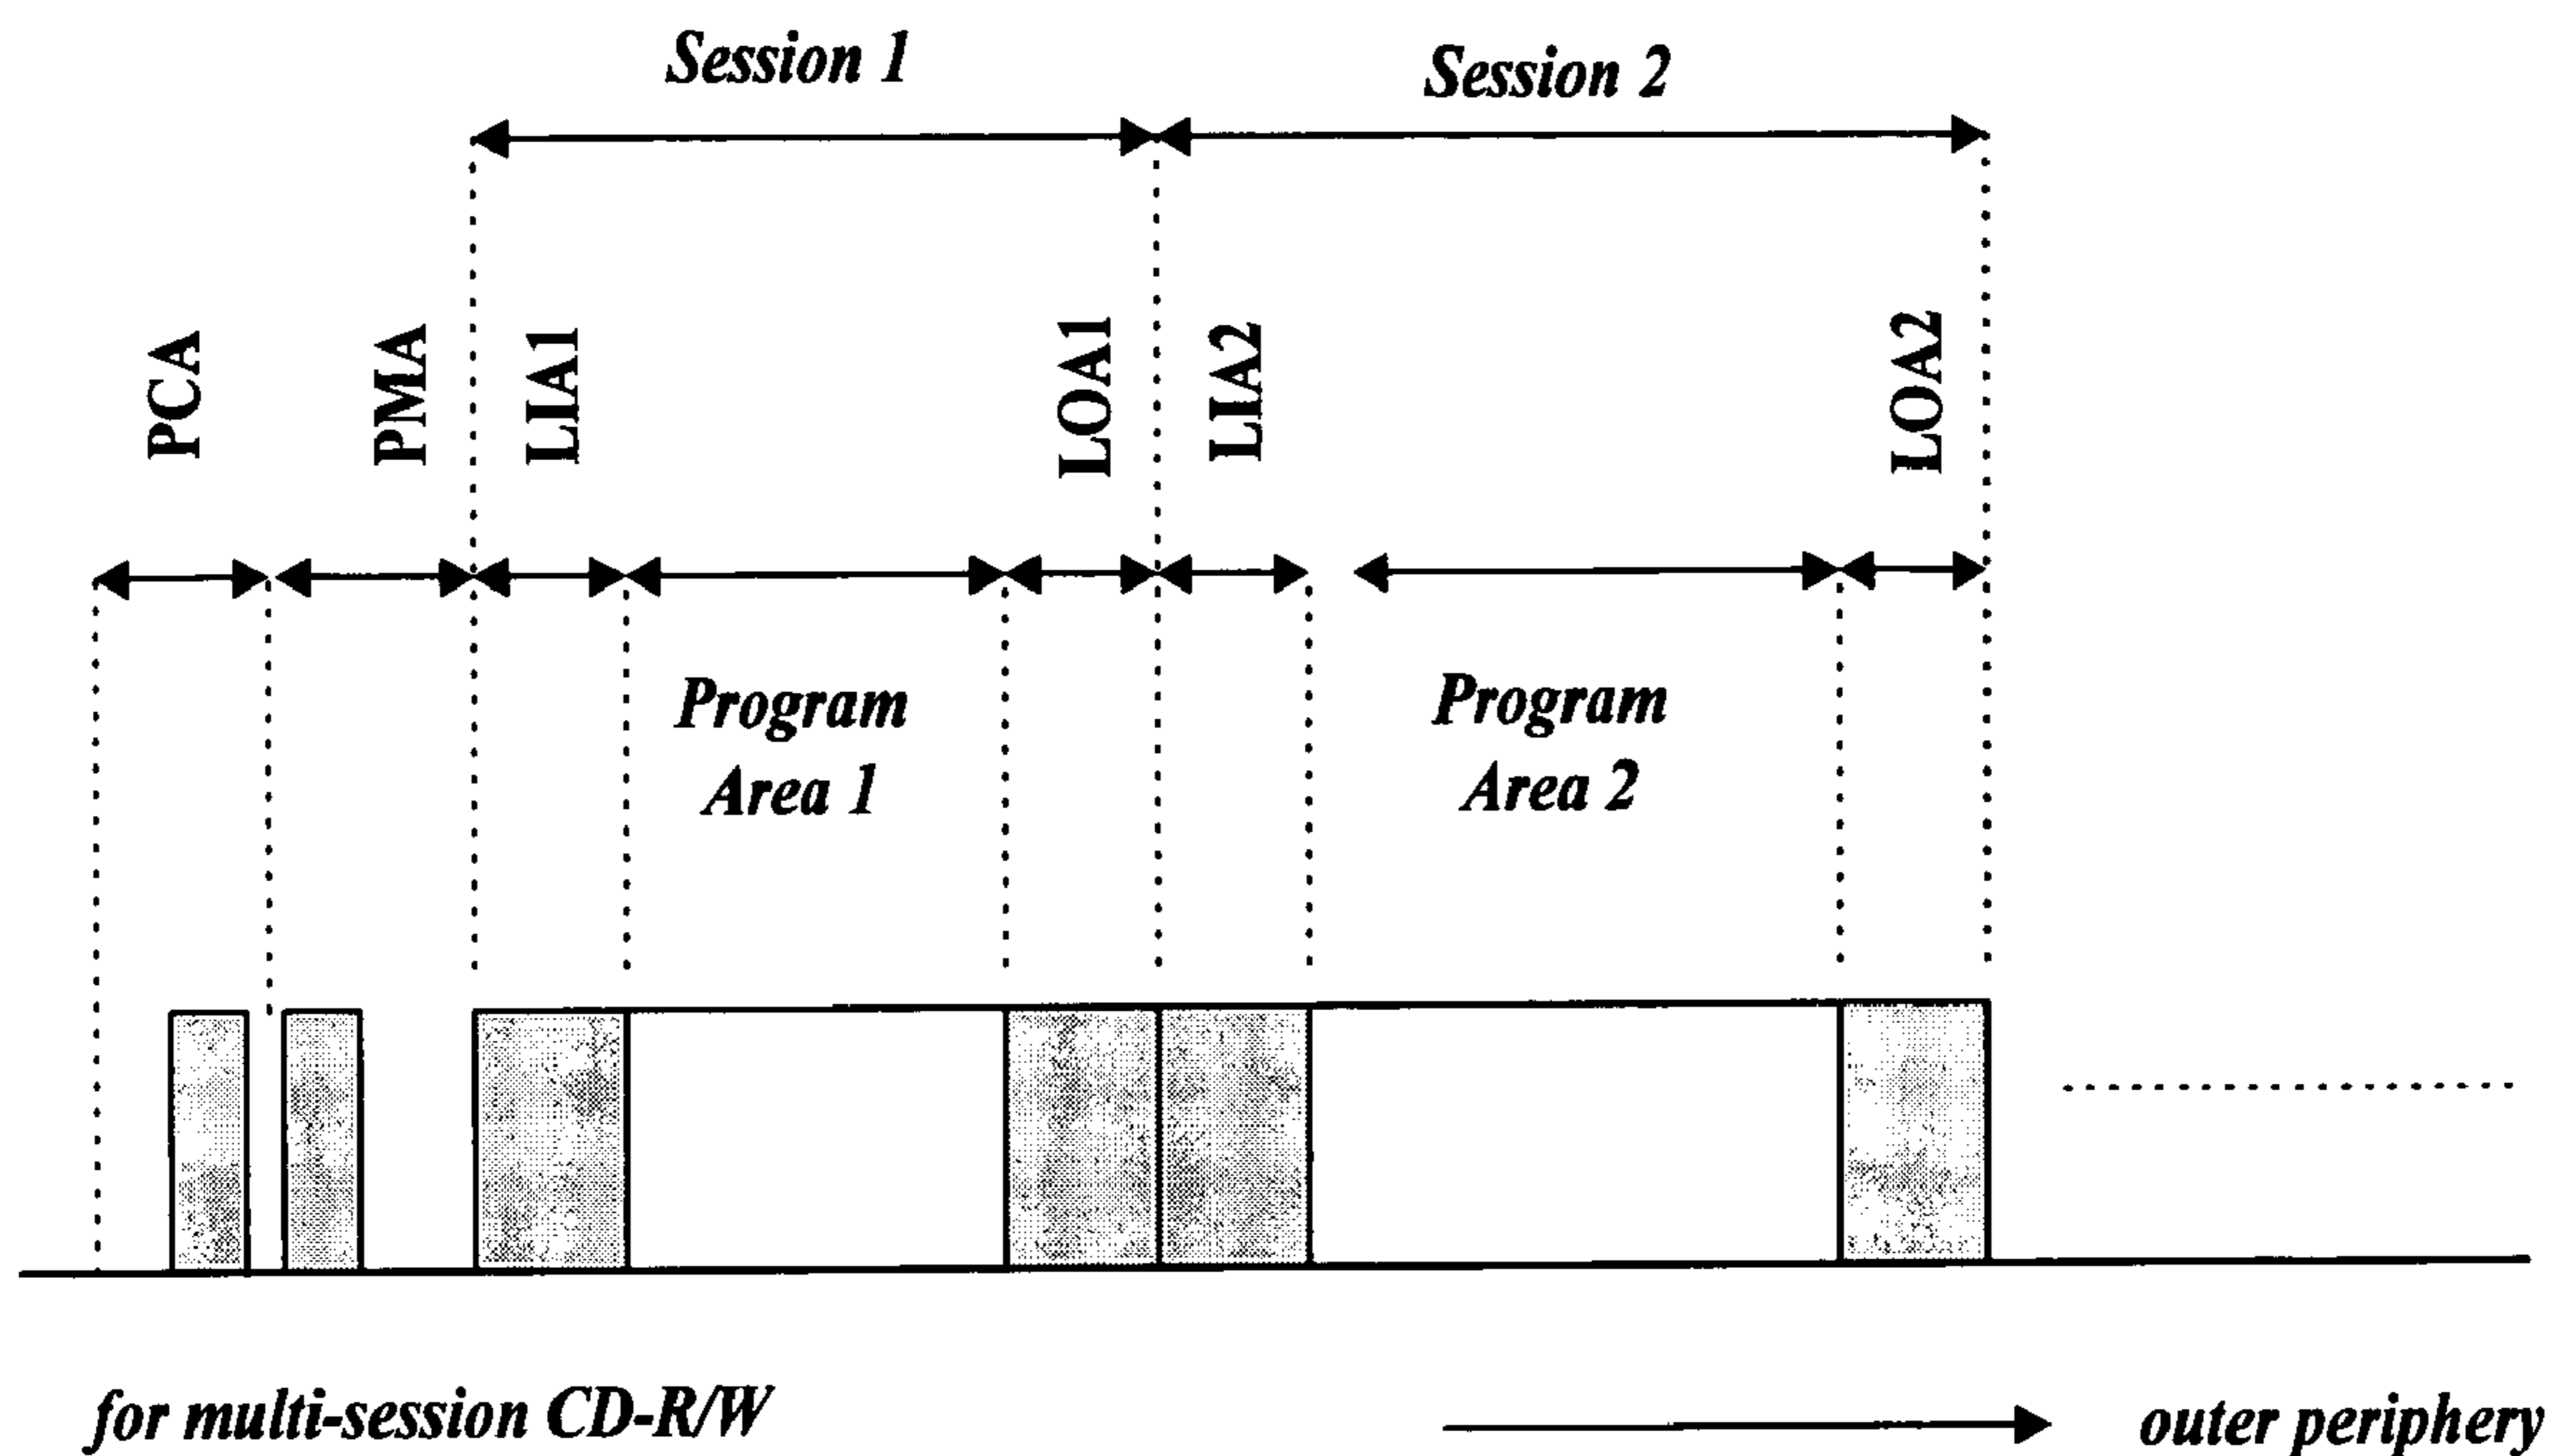 Session 1
Session 2
PCA
PMA
LIA1
LOA1
LIA2
LOA2
Program
Area 1
Program
Area 2
for multi-session CD-R/W
outer periphery